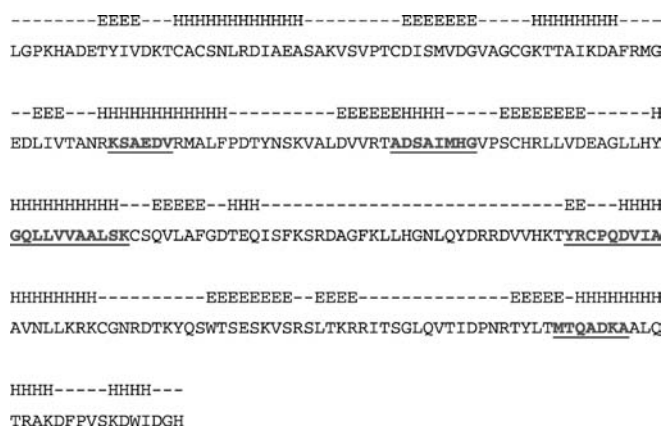 --------EEEE---HHHHHHHHHHHH---------EEEEEEE-----HHHHHHHH----
LGPKHADETYIVDKTCACSNLRDIAEASAKVSVPTCDISMVDGVAGCGKTTAIKDAFRMG
--EEE---HHHHHHHHHHHH----------EEEEEEHHHH-----EEEEEEEE------H
EDLIVTANRKSAEDVRMALFPDTYNSKVALDVVRTADSAIMHGVPSCHRLLVDEAGLLHY
HHHHHHHHHH---EEEEE--HHH----------------------------EE---HHHH
GQLLVVAALSKCSQVLAFGDTEQISFKSRDAGFKLLHGNLQYDRRDVVHKTYRCPQDVIA
HHHHHHHH----------EEEEEEEE--EEEE--------------EEEEE-HHHHHHHH
AVNLLKRKCGNRDTKYQSWTSESKVSRSLTKRRITSGLQVTIDPNRTYLTMTQADKAALQ
HHHH-----HHHH---
TRAKDFPVSKDWIDGH